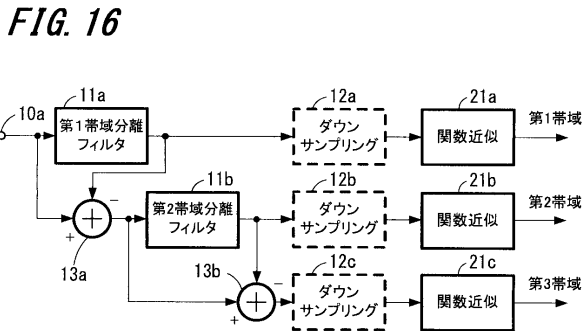 FIG. 16
10a
11a
第1帯域分離
フィルタ
12a
ダウン
サンプリング
21a
関数近似
第1帯域
13a
+
−
+
11b
第2帯域分離
フィルタ
12b
ダウン
サンプリング
21b
関数近似
第2帯域
13b
+
−
+
12c
ダウン
サンプリング
21c
関数近似
第3帯域